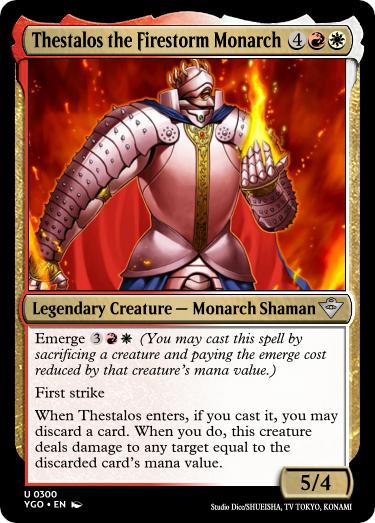 Thestalos the Firestorm Monarch 4
Legendary Creature — Monarch Shaman
Emerge 3 (You may cast this spell by
sacrificing a creature and paying the emerge cost
reduced by that creature's mana value.)
First strike
When Thestalos enters, if you cast it, you may
discard a card. When you do, this creature
deals damage to any target equal to the
discarded card's mana value.
5/4
U 0300
YGO • EN
Studio Dice/SHUEISHA, TV TOKYO, KONAMI